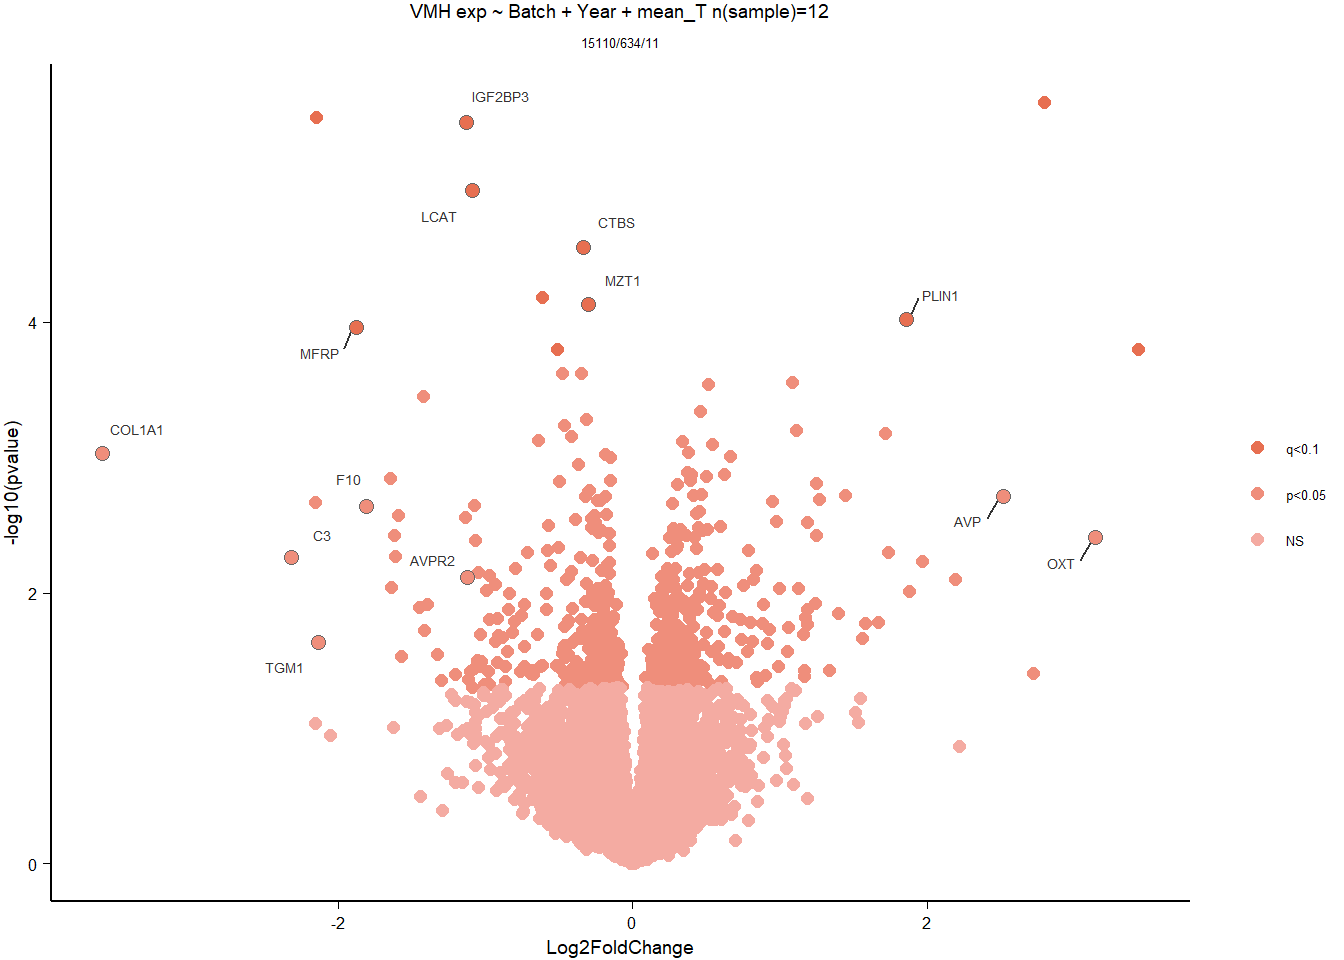 VMH exp ~ Batch + Year + mean_T n(sample)=12
15110/634/11
IGF2BP3
LCAT
CTBS
MZT1
PLIN1
MFRP
COL1A1
F10
C3
AVPR2
AVP
OXT
TGM1
q<0.1
p<0.05
NS
-log10(pvalue)
4
2
0
-2
0
2
Log2FoldChange